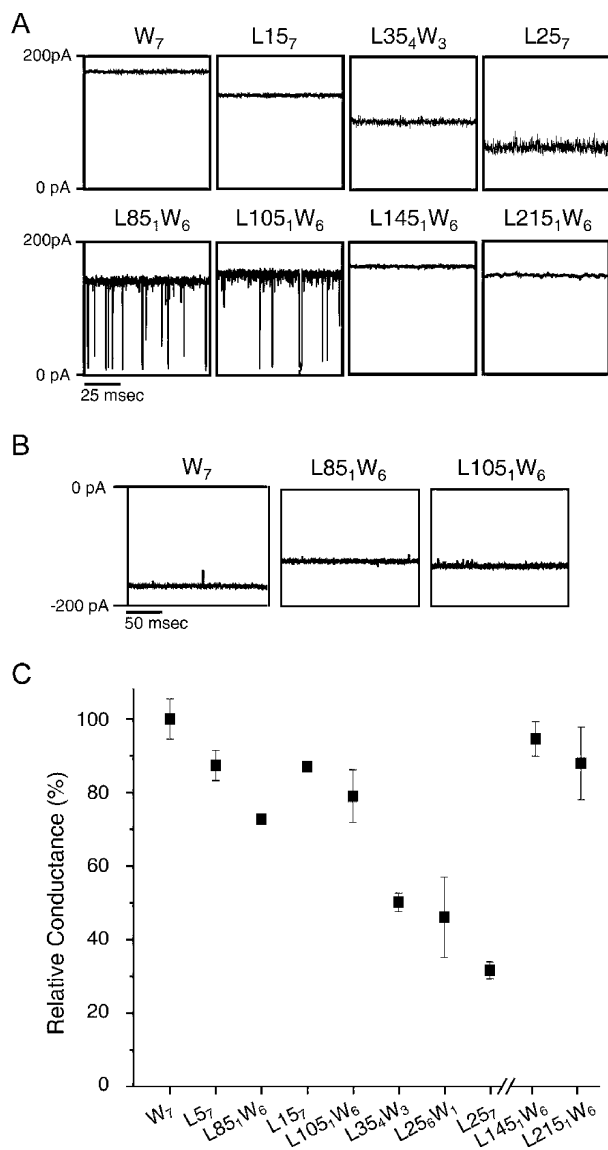 A
W₇ L15₇ L35₄W₃ L25₇
200pA
0 pA
L85₁W₆ L105₁W₆ L145₁W₆ L215₁W₆
200pA
0 pA
25 msec
B
W₇ L85₁W₆ L105₁W₆
0 pA
-200 pA
50 msec
C
Relative Conductance (%)
100
80
60
40
20
0
W₇ L5₇ L85₁W₆ L15₇ L105₁W₆ L35₄W₃ L25₆W₁ L25₇ L145₁W₆ L215₁W₆